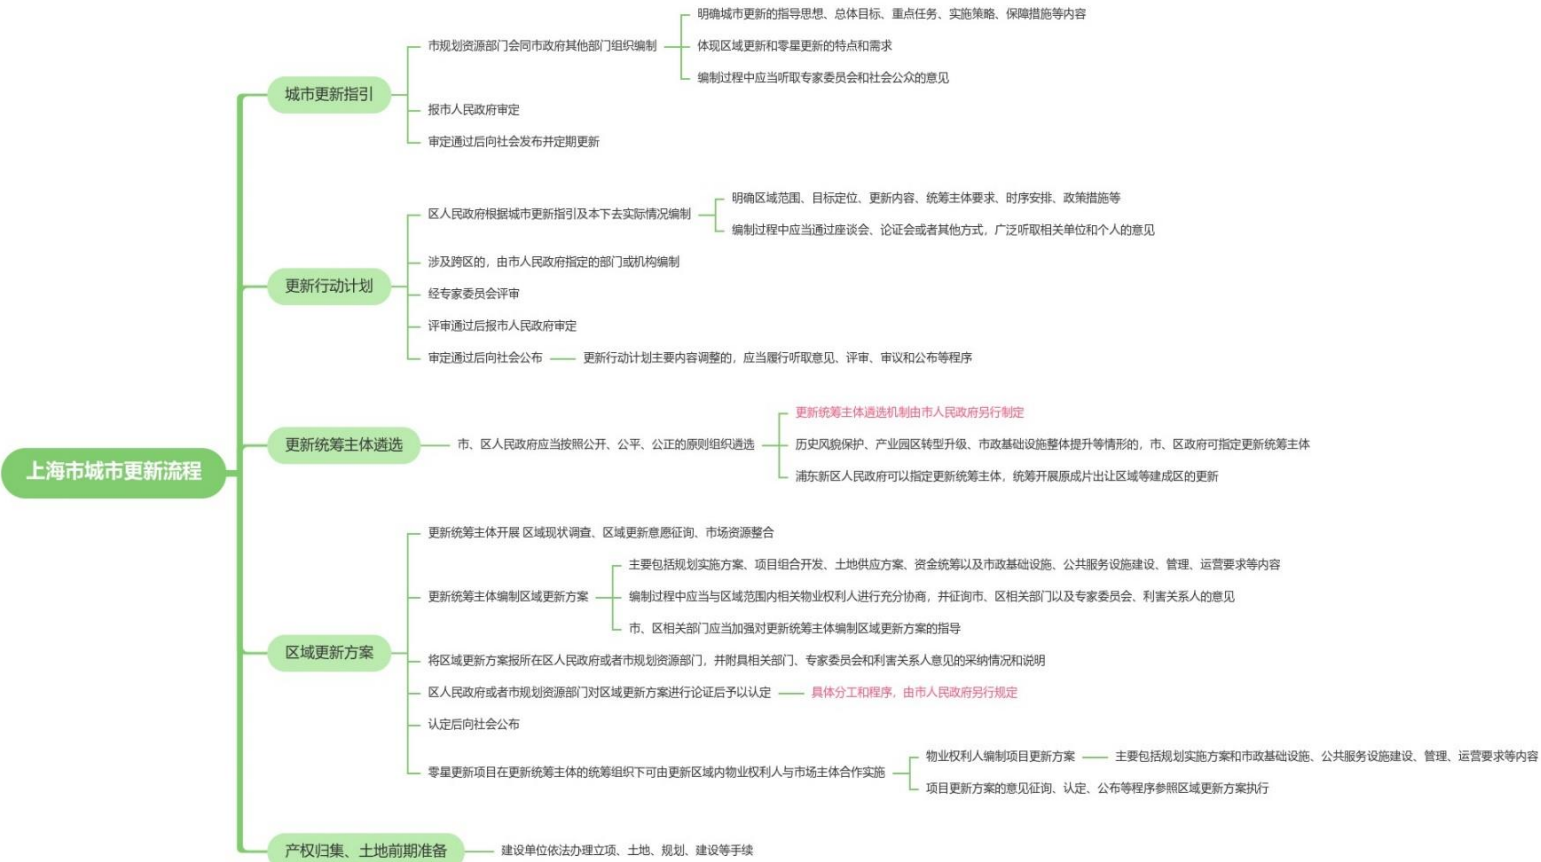 上海市城市更新流程
城市更新指引
市规划资源部门会同市政府其他部门组织编制
明确城市更新的指导思想、总体目标、重点任务、实施策略、保障措施等内容
体现区域更新和零星更新的特点和需求
编制过程中应当听取专家委员会和社会公众的意见
报市人民政府审定
审定通过后向社会发布并定期更新
更新行动计划
区人民政府根据城市更新指引及本下去实际情况编制
明确区域范围、目标定位、更新内容、统筹主体要求、时序安排、政策措施等
编制过程中应当通过座谈会、论证会或者其他方式，广泛听取相关单位和个人的意见
涉及跨区的，由市人民政府指定的部门或机构编制
经专家委员会评审
评审通过后报市人民政府审定
审定通过后向社会公布
更新行动计划主要内容调整的，应当履行听取意见、评审、审议和公布等程序
更新统筹主体遴选
市、区人民政府应当按照公开、公平、公正的原则组织遴选
更新统筹主体遴选机制由市人民政府另行制定
历史风貌保护、产业园区转型升级、市政基础设施整体提升等情形的，市、区政府可指定更新统筹主体
浦东新区人民政府可以指定更新统筹主体，统筹开展原成片出让区域等建成区的更新
区域更新方案
更新统筹主体开展 区域现状调查、区域更新意愿征询、市场资源整合
更新统筹主体编制区域更新方案
主要包括规划实施方案、项目组合开发、土地供应方案、资金统筹以及市政基础设施、公共服务设施建设、管理、运营要求等内容
编制过程中应当与区域范围内相关物业权利人进行充分协商，并征询市、区相关部门以及专家委员会、利害关系人的意见
市、区相关部门应当加强对更新统筹主体编制区域更新方案的指导
将区域更新方案报所在区人民政府或者市规划资源部门，并附具相关部门、专家委员会和利害关系人意见的采纳情况和说明
区人民政府或者市规划资源部门对区域更新方案进行论证后予以认定
具体分工和程序，由市人民政府另行规定
认定后向社会公布
零星更新项目在更新统筹主体的统筹组织下可由更新区域内物业权利人与市场主体合作实施
物业权利人编制项目更新方案
主要包括规划实施方案和市政基础设施、公共服务设施建设、管理、运营要求等内容
项目更新方案的意见征询、认定、公布等程序参照区域更新方案执行
产权归集、土地前期准备
建设单位依法办理立项、土地、规划、建设等手续